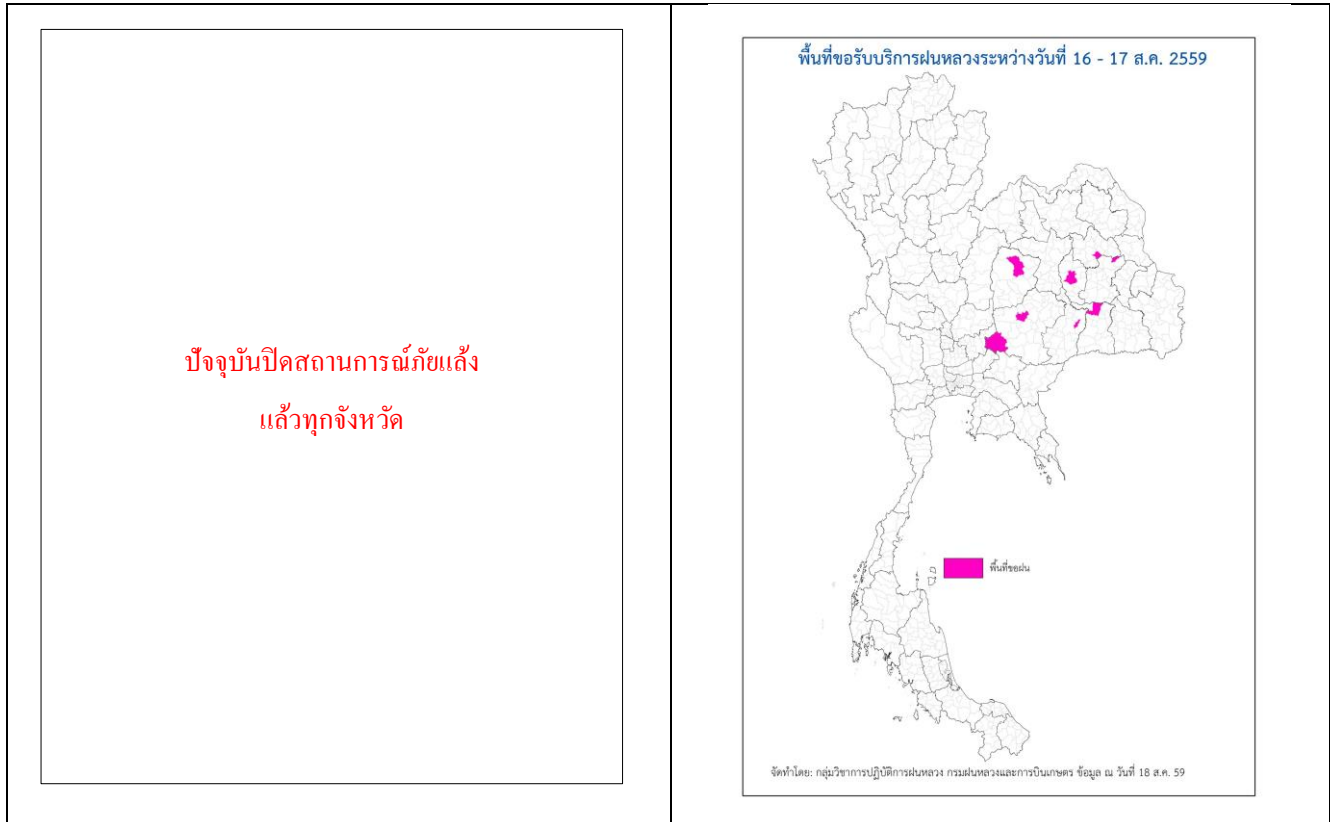 ปัจจุบันปิดสถานการณ์ภัยแล้ง
แล้วทุกจังหวัด
พื้นที่ขอรับบริการฝนหลวงระหว่างวันที่ 16 - 17 ส.ค. 2559
พื้นที่ขอฝน
จัดทำโดย: กลุ่มวิชาการปฏิบัติการฝนหลวง กรมฝนหลวงและการบินเกษตร ข้อมูล ณ วันที่ 18 ส.ค. 59